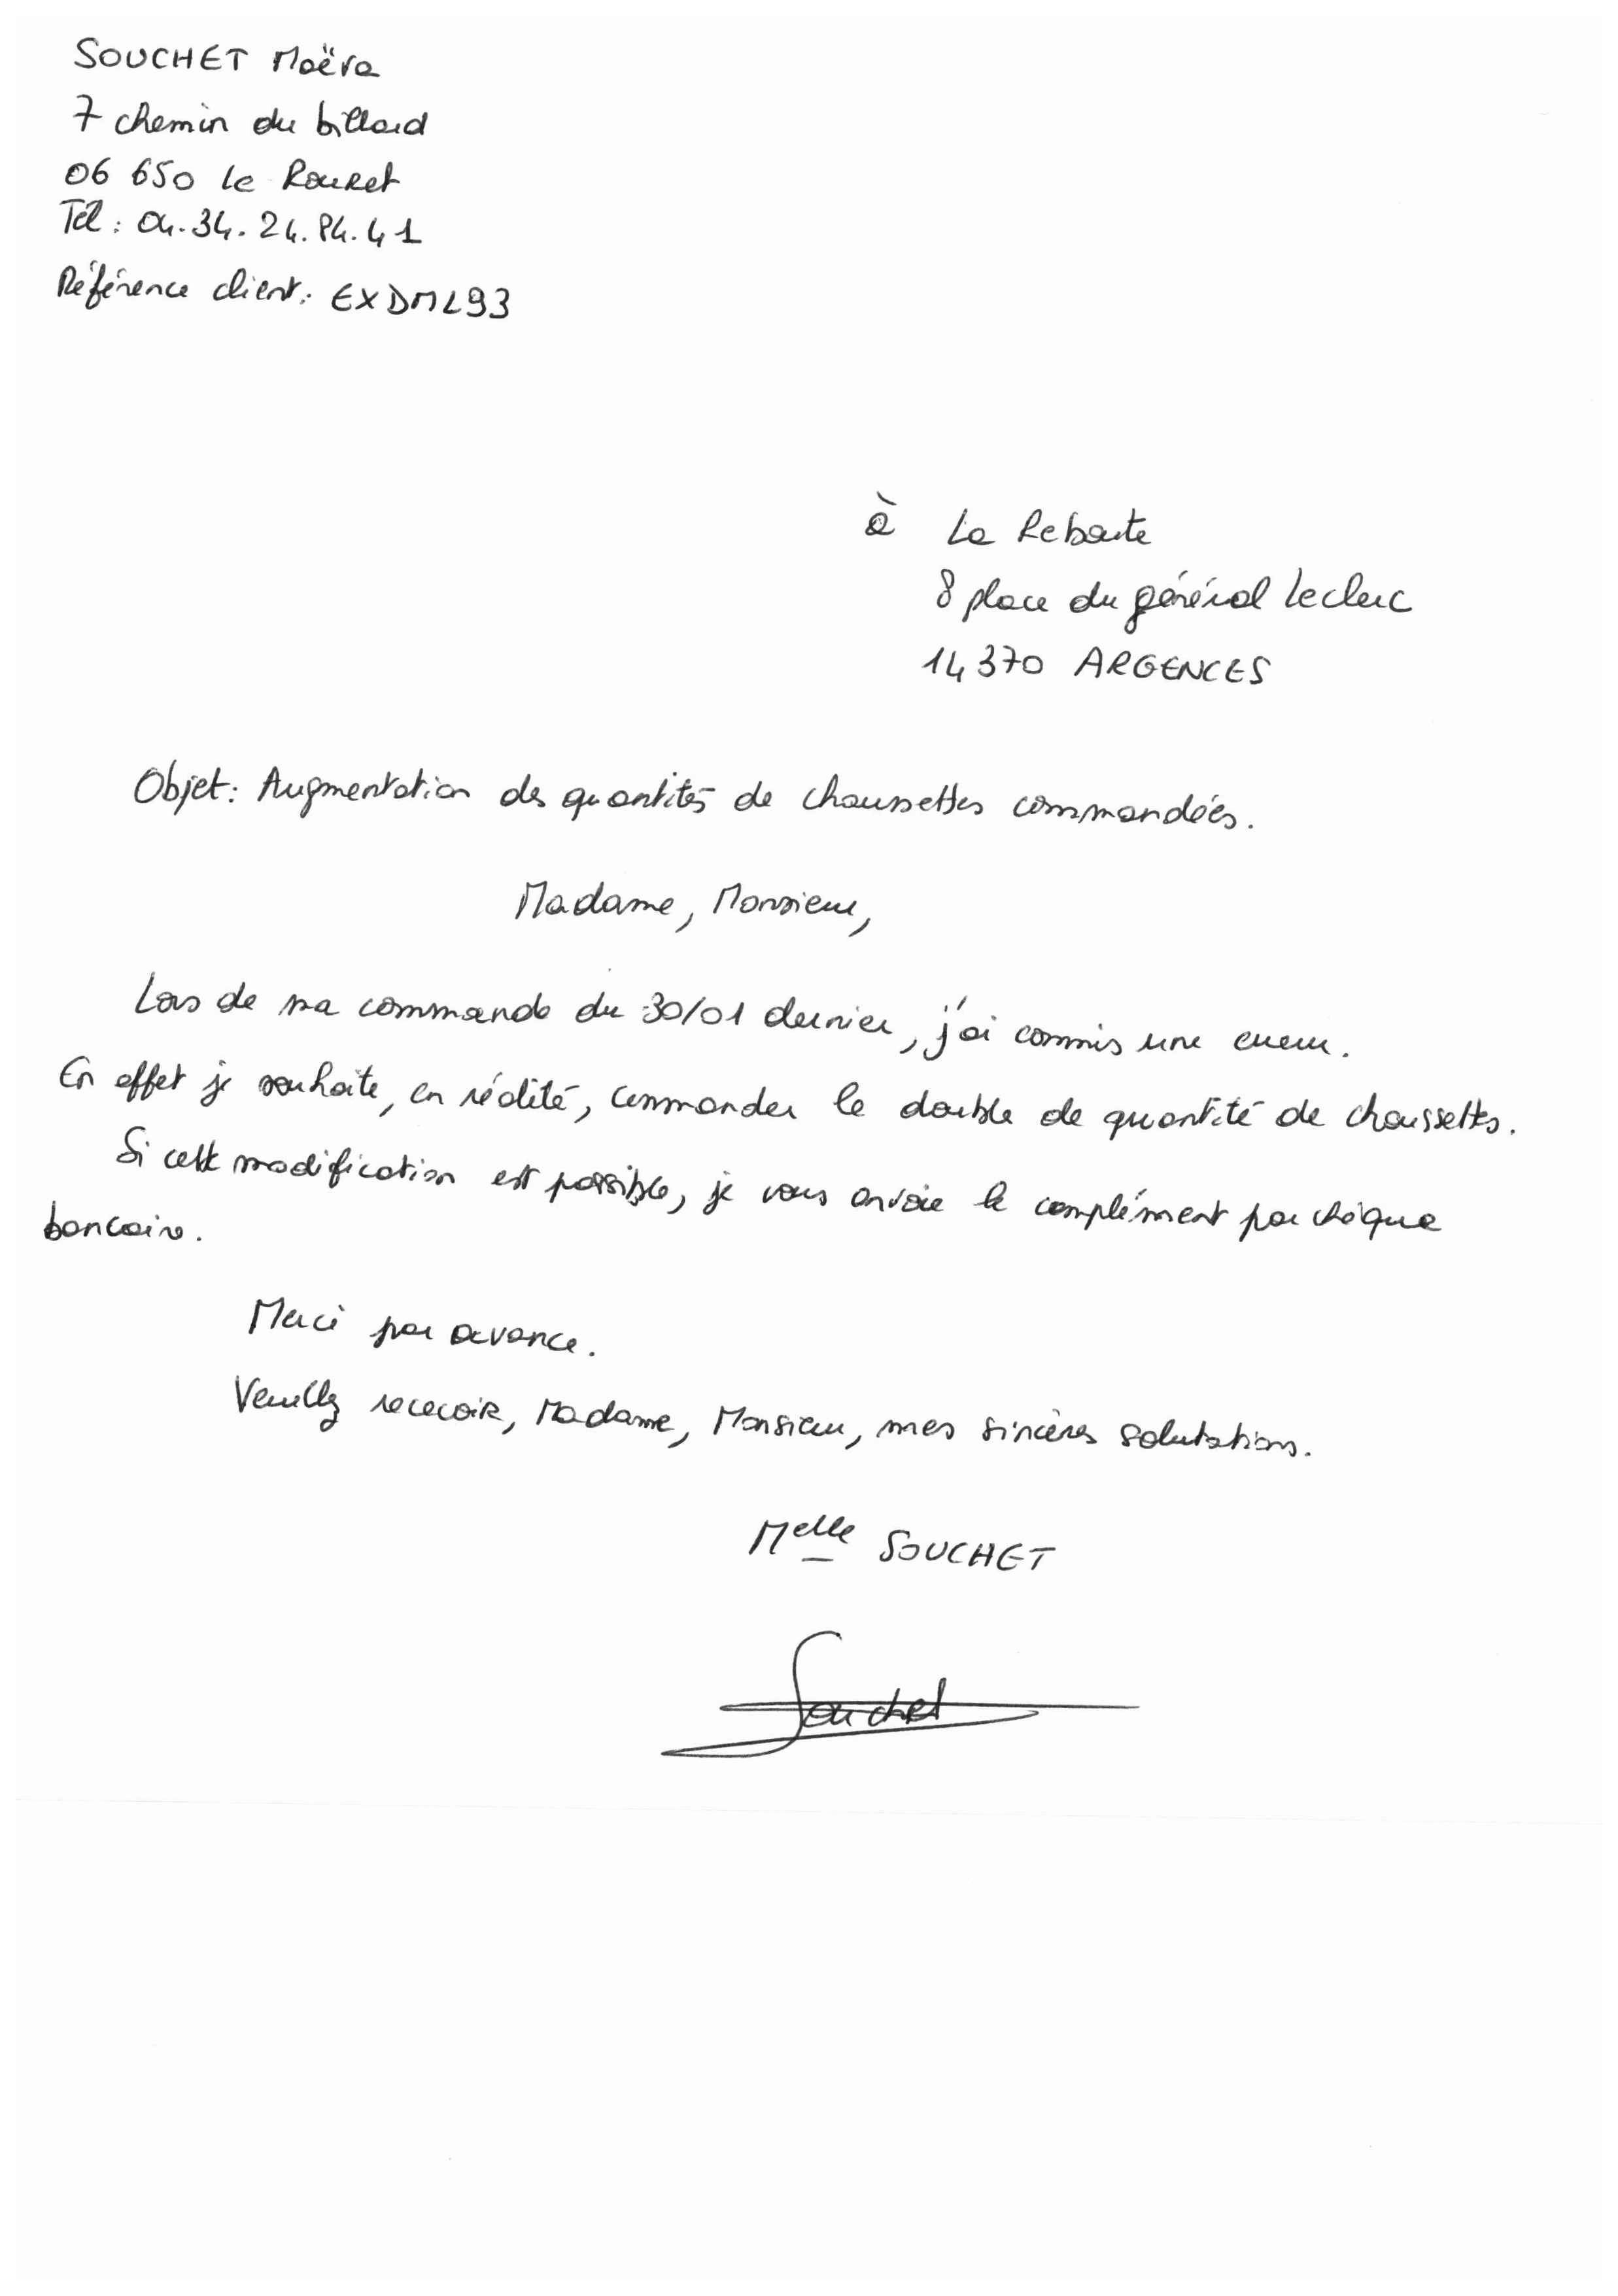 SOUCHET Maëva
7 chemin du billard
06 650 Le Rouret
Tél : 04.34.24.84.41
Référence client : EXDML93
à La Reboute
8 place du général Leclerc
14 370 ARGENCES
Objet : Augmentation des quantités de chaussettes commandées.
Madame, Monsieur,
Lors de ma commande du 30/01 dernier, j'ai commis une erreur.
En effet je souhaite, en réalité, commander le double de quantité de chaussettes.
Si cette modification est possible, je vous envoie le complément par chèque
bancaire.
Merci par avance.
Veuillez recevoir, Madame, Monsieur, mes sincères salutations.
Melle SOUCHET
Souchet